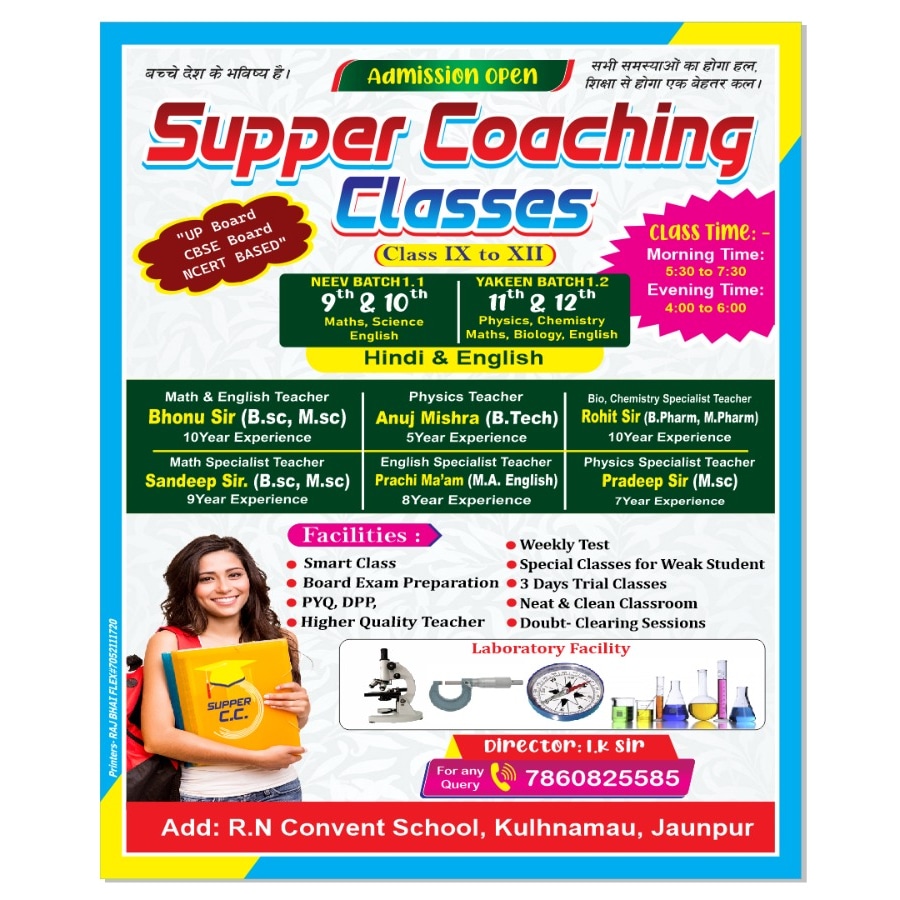 बच्चे देश के भविष्य है।
Admission Open
सभी समस्याओं का होगा हल,
शिक्षा से होगा एक बेहतर कल।
Supper Coaching
Classes
"UP Board
CBSE Board
NCERT BASED"
Class IX to XII
CLASS TIME: -
Morning Time:
5:30 to 7:30
Evening Time:
4:00 to 6:00
NEEV BATCH 1.1
9th & 10th
Maths, Science
English
YAKEEN BATCH 1.2
11th & 12th
Physics, Chemistry
Maths, Biology, English
Hindi & English
Math & English Teacher
Bhonu Sir (B.sc, M.sc)
10Year Experience
Physics Teacher
Anuj Mishra (B.Tech)
5Year Experience
Bio, Chemistry Specialist Teacher
Rohit Sir (B.Pharm, M.Pharm)
10Year Experience
Math Specialist Teacher
Sandeep Sir. (B.sc, M.sc)
9Year Experience
English Specialist Teacher
Prachi Ma'am (M.A. English)
8Year Experience
Physics Specialist Teacher
Pradeep Sir (M.sc)
7Year Experience
Facilities :
Smart Class
Board Exam Preparation
PYQ, DPP,
Higher Quality Teacher
Weekly Test
Special Classes for Weak Student
3 Days Trial Classes
Neat & Clean Classroom
Doubt- Clearing Sessions
Laboratory Facility
SUPPER
C.C.
Director: I.K Sir
For any
Query
7860825585
Add: R.N Convent School, Kulhnamau, Jaunpur
Printers- RAJ BHAI FLEX#7052111720